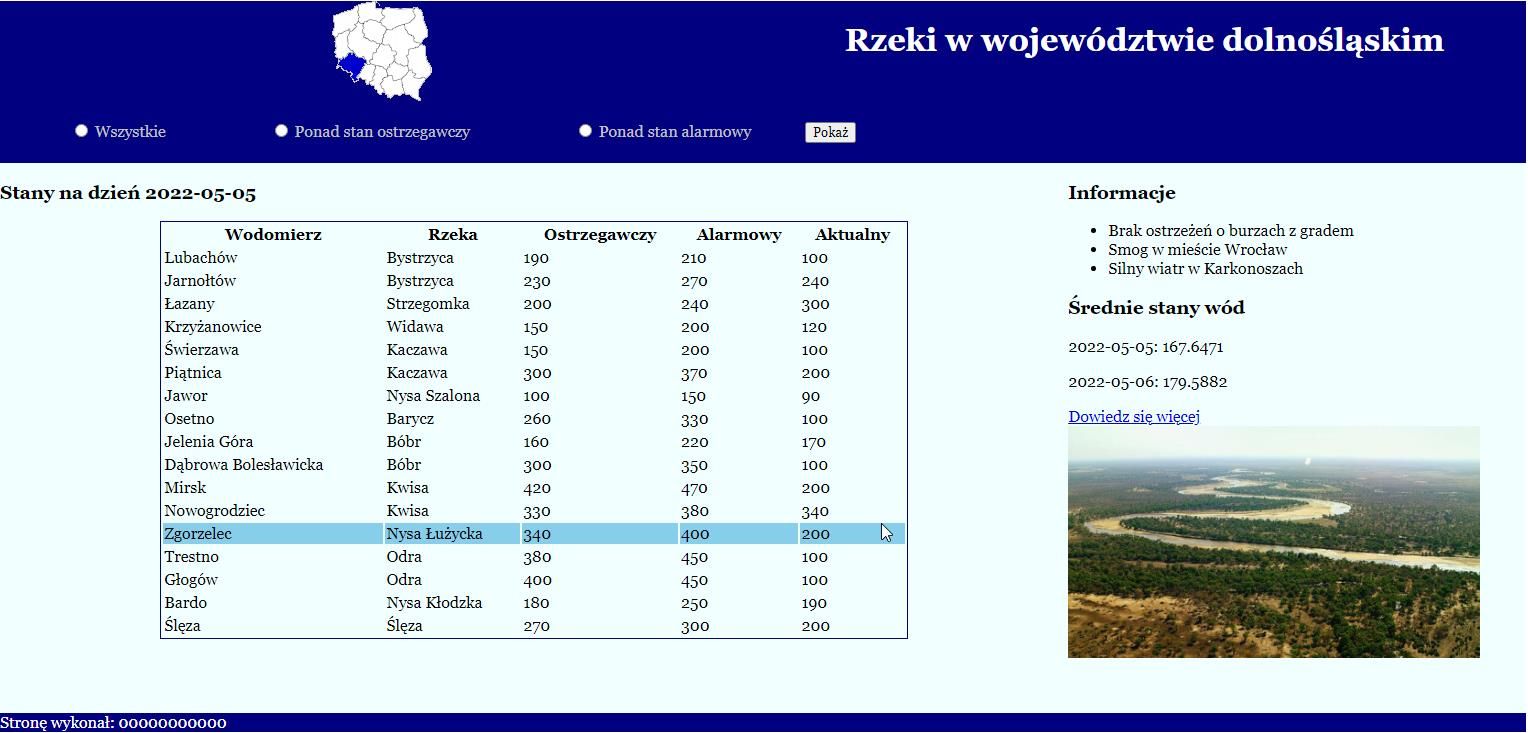 Rzeki w województwie dolnośląskim
Wszystkie Ponad stan ostrzegawczy Ponad stan alarmowy Pokaż
Stany na dzień 2022-05-05
Wodomierz Rzeka Ostrzegawczy Alarmowy Aktualny
Lubachów Bystrzyca 190 210 100
Jarnołtów Bystrzyca 230 270 240
Łazany Strzegomka 200 240 300
Krzyżanowice Widawa 150 200 120
Świerzawa Kaczawa 150 200 100
Piątnica Kaczawa 300 370 200
Jawor Nysa Szalona 100 150 90
Osetno Barycz 260 330 100
Jelenia Góra Bóbr 160 220 170
Dąbrowa Bolesławicka Bóbr 300 350 100
Mirsk Kwisa 420 470 200
Nowogrodziec Kwisa 330 380 340
Zgorzelec Nysa Łużycka 340 400 200
Trestno Odra 380 450 100
Głogów Odra 400 450 100
Bardo Nysa Kłodzka 180 250 190
Ślęza Ślęza 270 300 200
Informacje
Brak ostrzeżeń o burzach z gradem
Smog w mieście Wrocław
Silny wiatr w Karkonoszach
Średnie stany wód
2022-05-05: 167.6471
2022-05-06: 179.5882
Dowiedz się więcej
Stronę wykonał: 00000000000